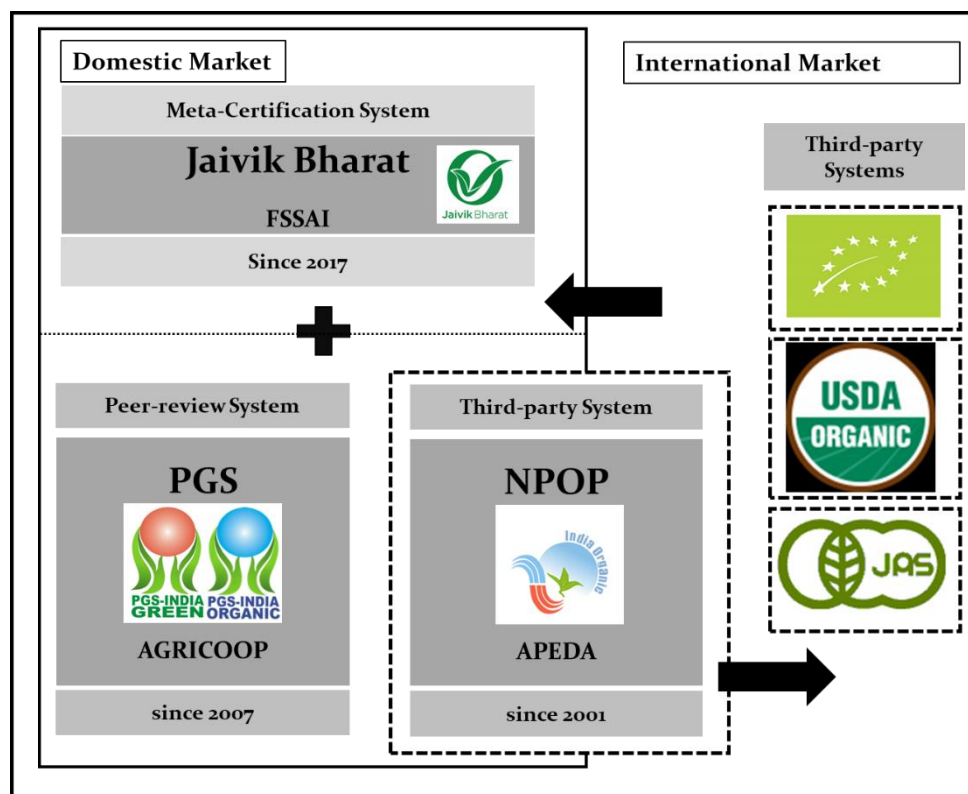 Domestic Market
Meta-Certification System
Jaivik Bharat
Jaivik Bharat
FSSAI
Since 2017
International Market
Third-party
Systems
USDA
ORGANIC
JAS
Peer-review System
PGS
PGS-INDIA
GREEN
PGS-INDIA
ORGANIC
AGRICOOP
since 2007
Third-party System
NPOP
India Organic
APEDA
since 2001